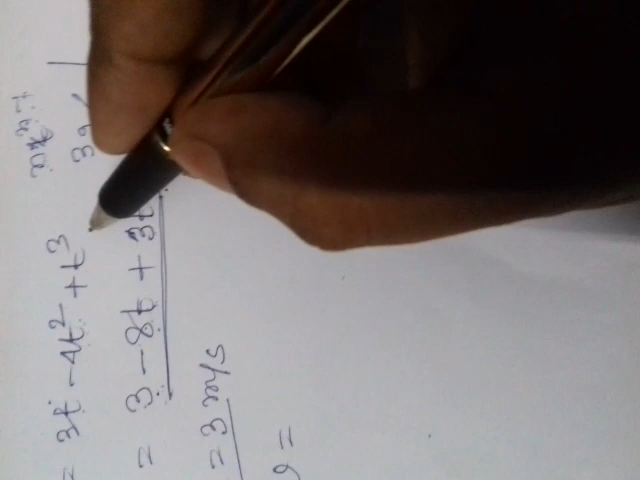 = 3t - 4t² + t³
= 3 - 8t + 3t
= 3 m/s
=